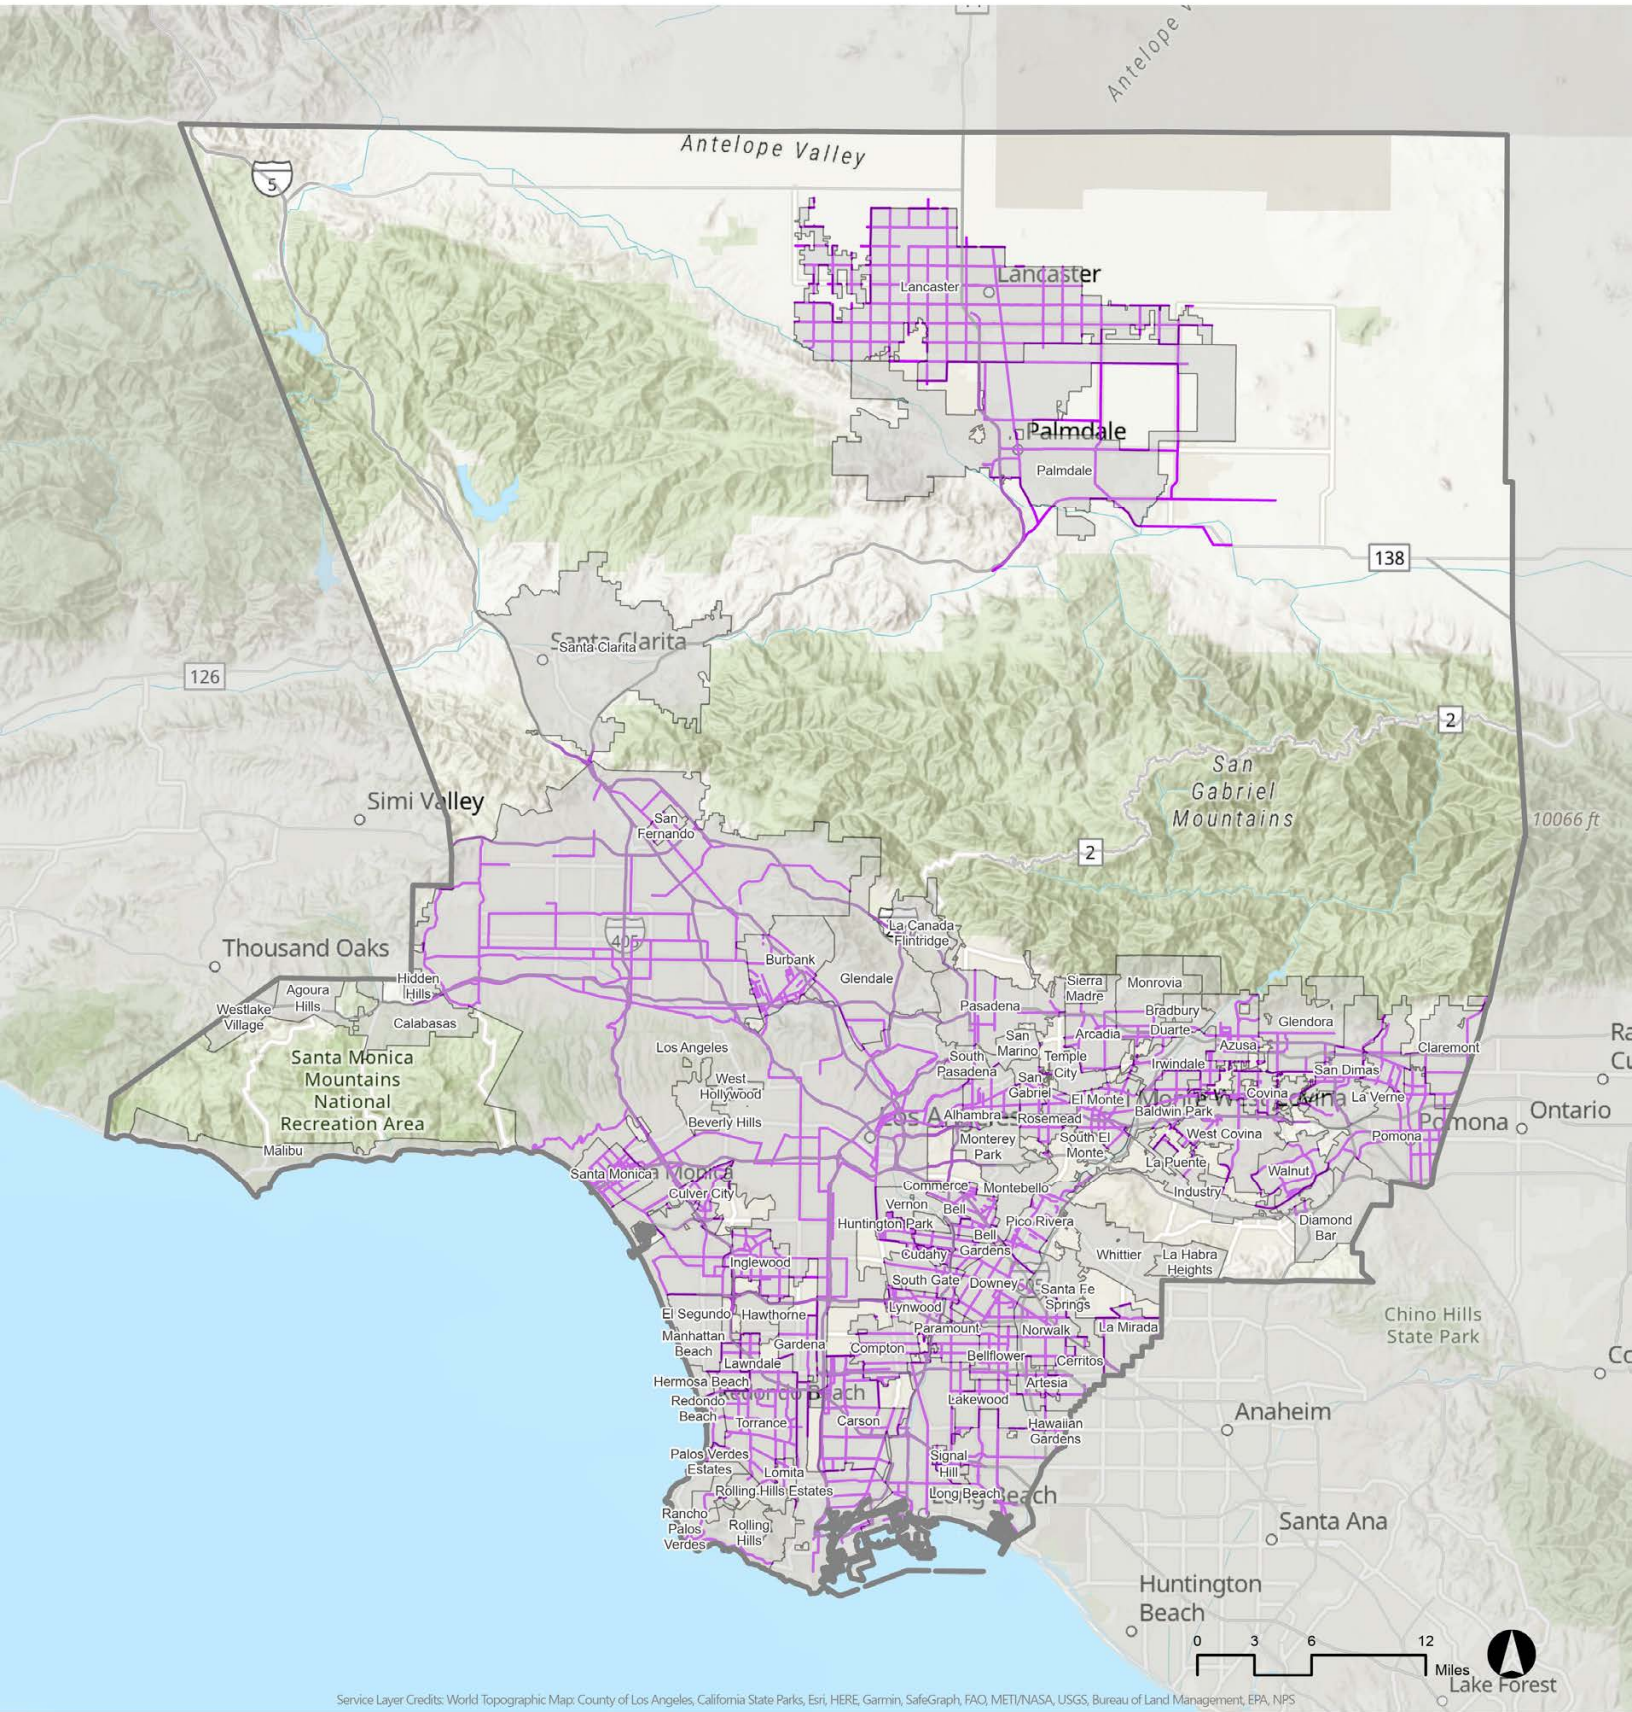 Antelope Valley
5
Lancaster
Lancaster
Palmdale
Palmdale
138
Santa Clarita
Santa Clarita
126
2
San
Gabriel
Mountains
10066 ft
2
Simi Valley
San
Fernando
405
La Canada
Flintridge
Thousand Oaks
Burbank
Glendale
Hidden
Hills
Agoura
Hills
Westlake
Village
Calabasas
Pasadena
Sierra
Madre
Monrovia
Bradbury
Duarte
Glendora
Arcadia
San
Marino
Azusa
Claremont
Los Angeles
South
Pasadena
Temple
City
Irwindale
San Dimas
Santa Monica
Mountains
National
Recreation Area
West
Hollywood
San
Gabriel
El Monte
Covina
La Verne
Baldwin Park
Beverly Hills
Los Angeles
Alhambra
Rosemead
Pomona
Ontario
Malibu
Monterey
Park
South El
Monte
West Covina
Pomona
La Puente
Walnut
Santa Monica
Culver City
Commerce
Montebello
Industry
Vernon
Bell
Huntington Park
Pico Rivera
Diamond
Bar
Bell
Gardens
Cudahy
Whittier
La Habra
Heights
Inglewood
South Gate
Downey
Santa Fe
Springs
El Segundo
Hawthorne
Lynwood
Paramount
Norwalk
La Mirada
Chino Hills
State Park
Manhattan
Beach
Gardena
Compton
Bellflower
Cerritos
Lawndale
Hermosa Beach
Redondo Beach
Artesia
Redondo
Beach
Torrance
Carson
Lakewood
Hawaiian
Gardens
Anaheim
Palos Verdes
Estates
Lomita
Signal
Hill
Rolling Hills Estates
Long Beach
Long Beach
Rancho
Palos
Verdes
Rolling
Hills
Santa Ana
Huntington
Beach
0 3 6 12
Miles
Lake Forest
Service Layer Credits: World Topographic Map: County of Los Angeles, California State Parks, Esri, HERE, Garmin, SafeGraph, FAO, METI/NASA, USGS, Bureau of Land Management, EPA, NPS